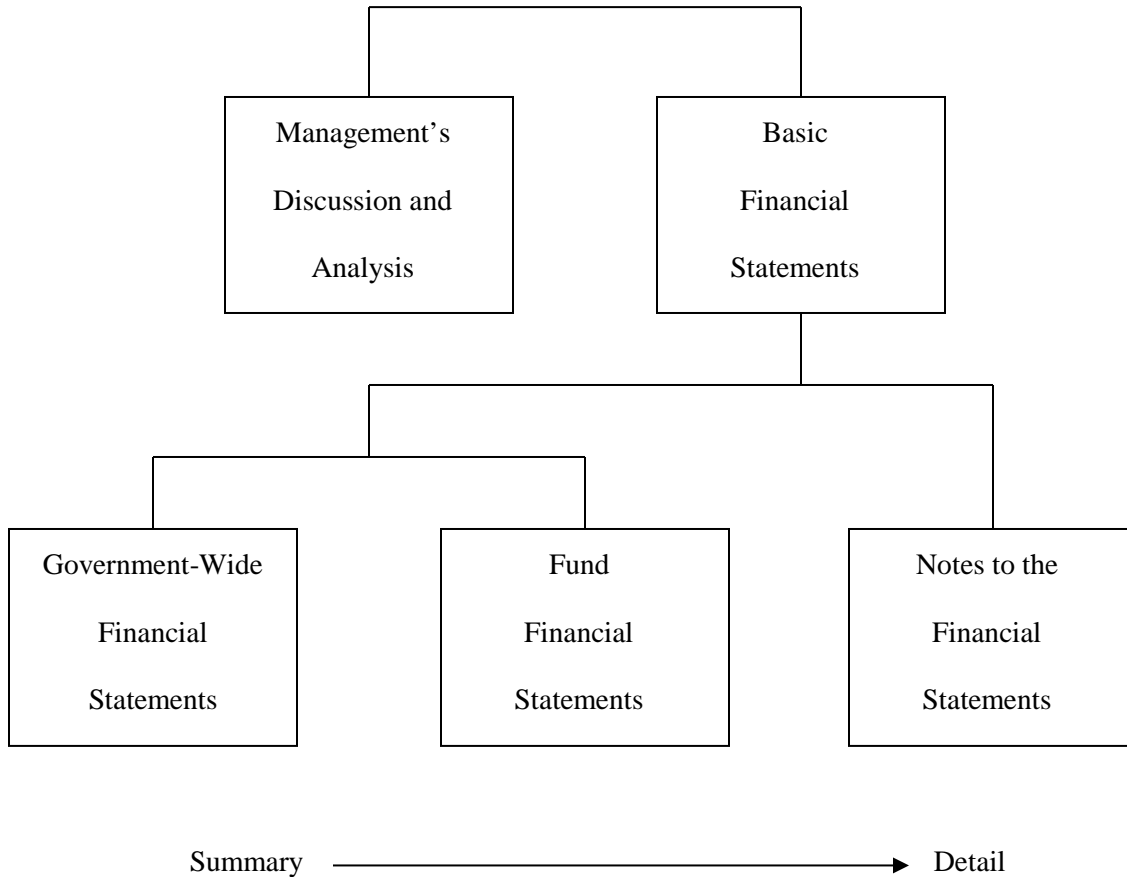 Management’s
Discussion and
Analysis
Basic
Financial
Statements
Government-Wide
Financial
Statements
Fund
Financial
Statements
Notes to the
Financial
Statements
Summary
Detail